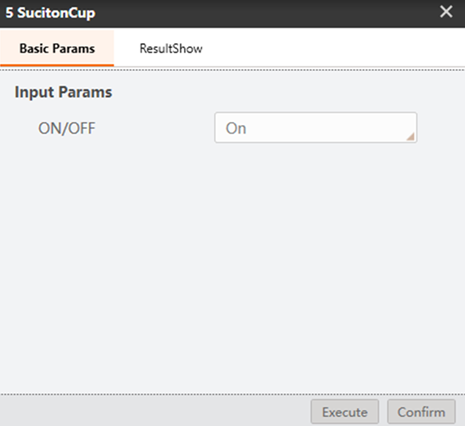 5 SucitonCup
Basic Params ResultShow
Input Params
ON/OFF On
Execute Confirm